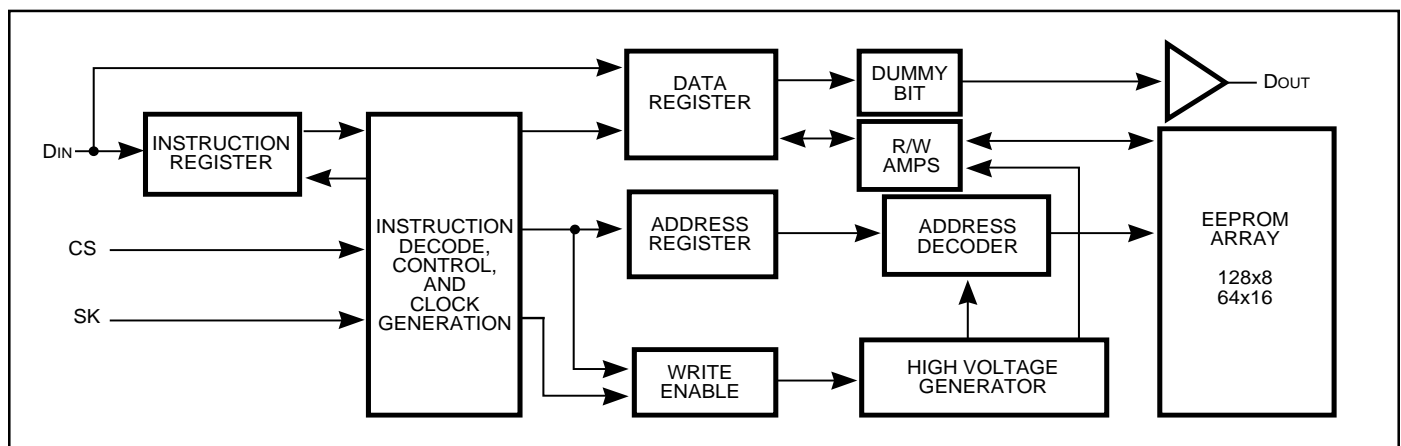 DATA
REGISTER
DUMMY
BIT
DOUT
DIN
INSTRUCTION
REGISTER
R/W
AMPS
INSTRUCTION
DECODE,
CONTROL,
AND
CLOCK
GENERATION
ADDRESS
REGISTER
ADDRESS
DECODER
EEPROM
ARRAY
128x8
64x16
CS
SK
WRITE
ENABLE
HIGH VOLTAGE
GENERATOR